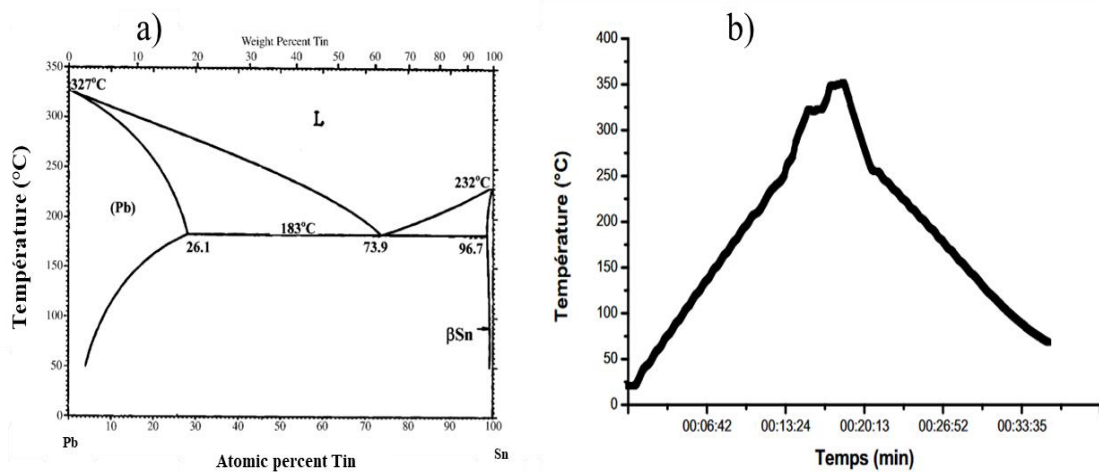 a)
Weight Percent Tin
0 10 20 30 40 50 60 70 80 90 100
350
327°C
300
L
250
232°C
200
(Pb)
183°C
26.1 73.9 96.7
150
100
βSn
50
0
0 10 20 30 40 50 60 70 80 90 100
Pb
Sn
Atomic percent Tin
Température (°C)
b)
400
350
300
250
200
150
100
50
0
00:06:42 00:13:24 00:20:13 00:26:52 00:33:35
Temps (min)
Température (°C)